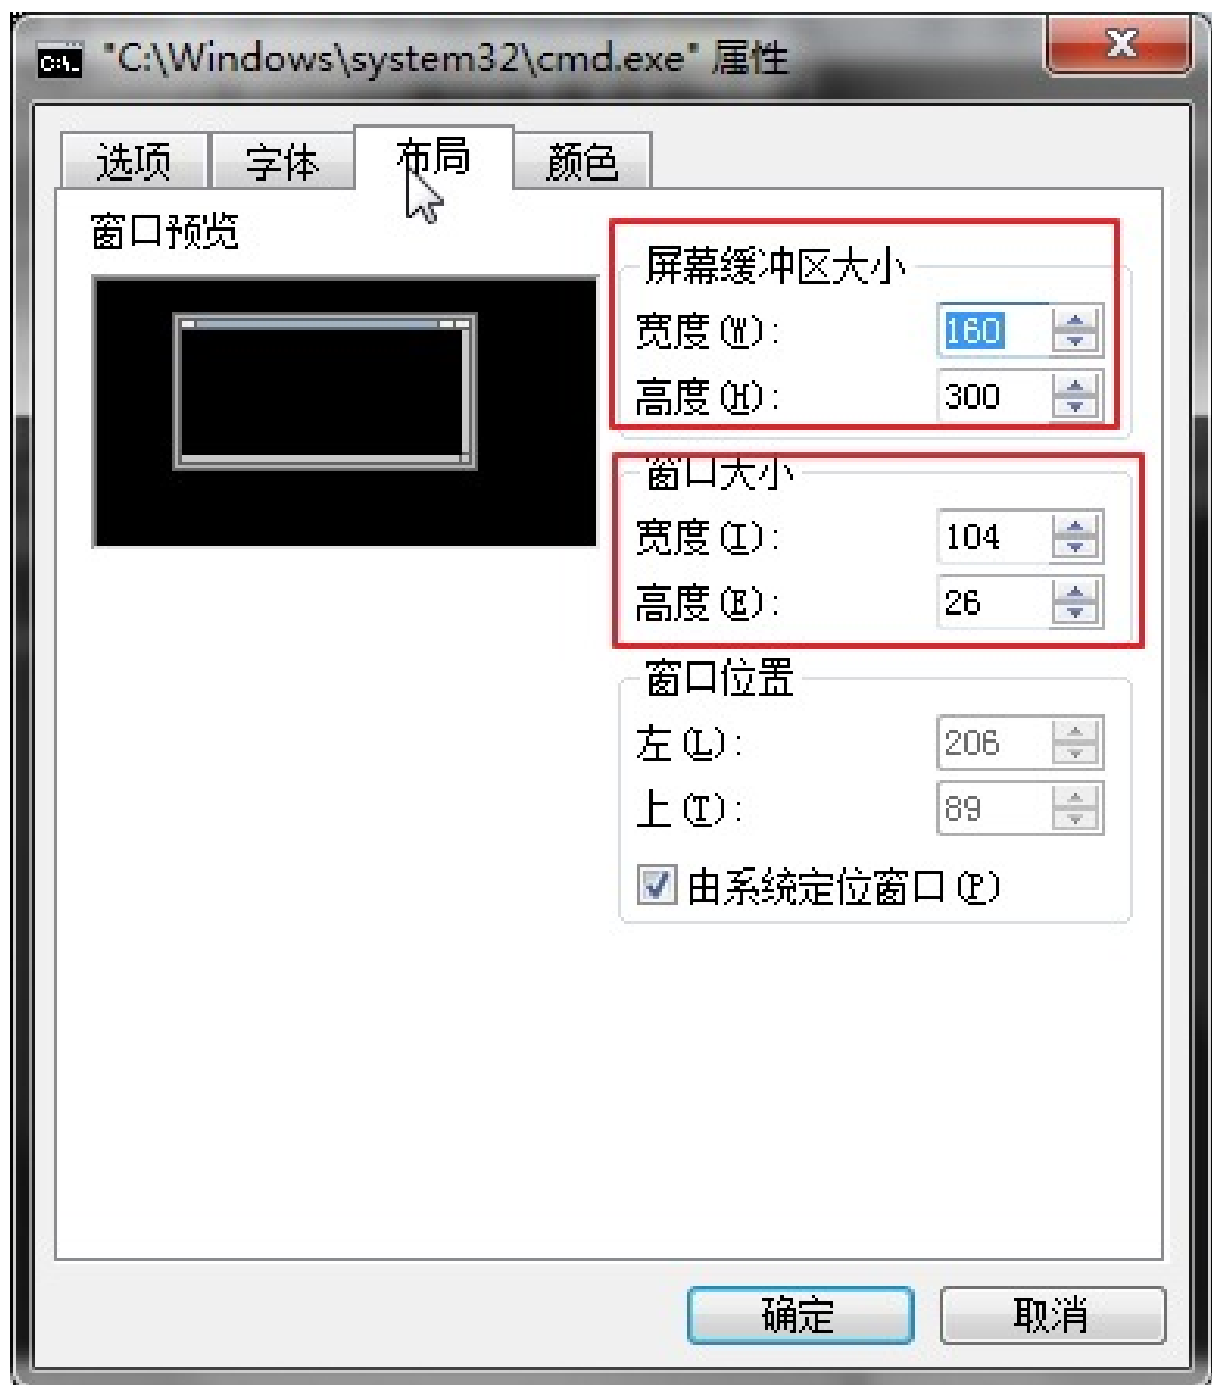 "C:\Windows\system32\cmd.exe" 属性
选项 字体 布局 颜色
窗口预览
屏幕缓冲区大小
宽度(W): 160
高度(H): 300
窗口大小
宽度(I): 104
高度(E): 26
窗口位置
左(L): 206
上(T): 89
由系统定位窗口(P)
确定 取消